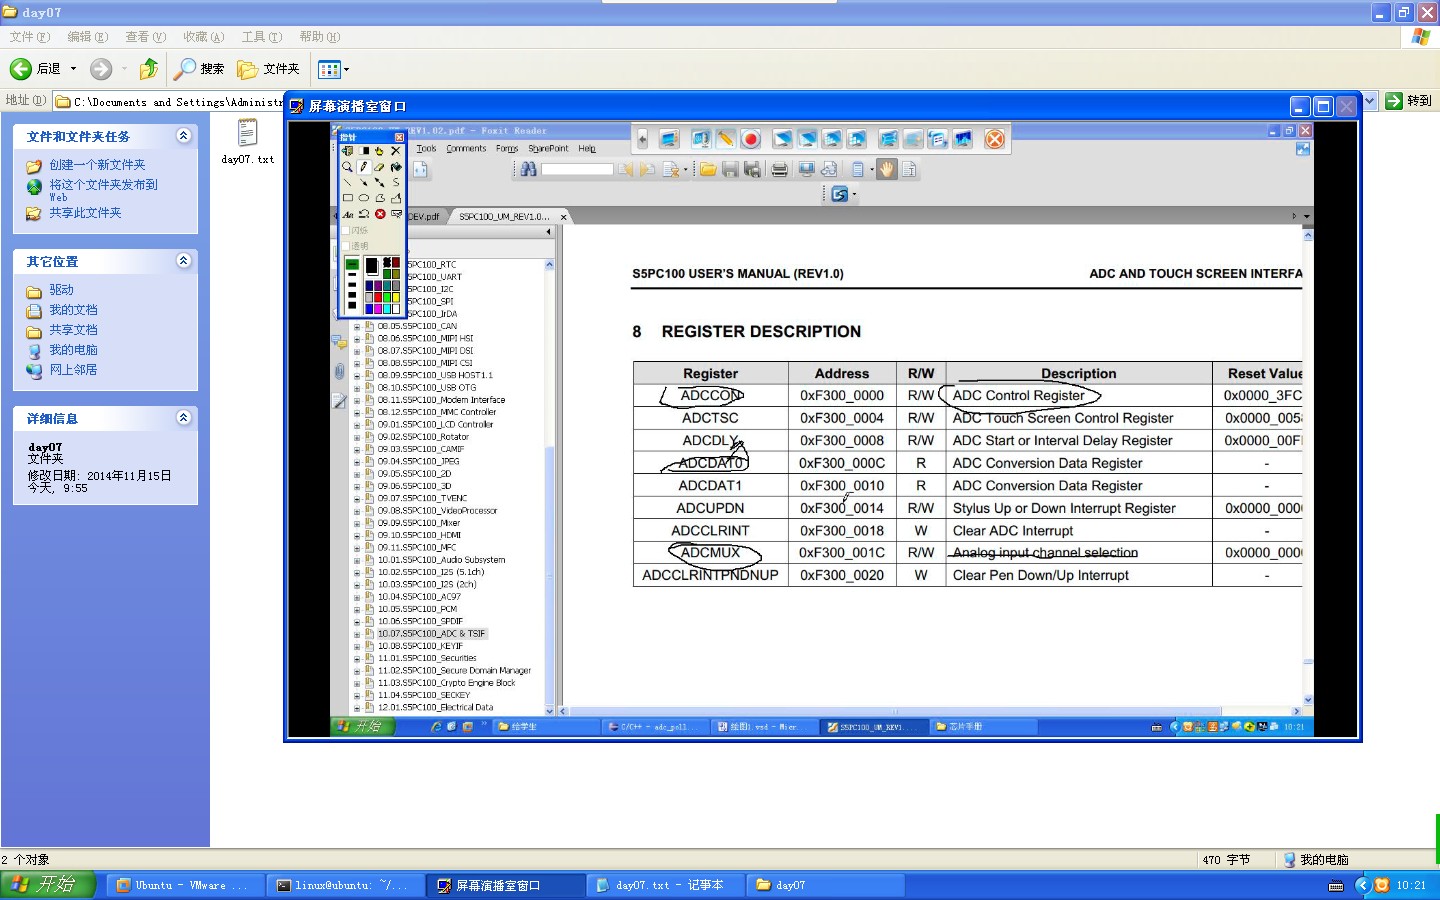 day07
文件(F) 编辑(E) 查看(V) 收藏(A) 工具(T) 帮助(H)
后退 搜索 文件夹
地址(D) C:\Documents and Settings\Administr 转到
文件和文件夹任务
创建一个新文件夹
将这个文件夹发布到
Web
共享此文件夹
其它位置
驱动
我的文档
共享文档
我的电脑
网上邻居
详细信息
day07
文件夹
修改日期: 2014年11月15日
今天, 9:55
day07.txt
屏幕演播室窗口
REV1.02.pdf - Foxit Reader
Tools Comments Forms SharePoint Help
闪烁
透明
DEV.pdf S5PC100_UM_REV1.0...
S5PC100_RTC
S5PC100_UART
S5PC100_I2C
S5PC100_SPI
S5PC100_IrDA
08.05.S5PC100_CAN
08.06.S5PC100_MIPI HSI
08.07.S5PC100_MIPI DSI
08.08.S5PC100_MIPI CSI
08.09.S5PC100_USB HOST1.1
08.10.S5PC100_USB OTG
08.11.S5PC100_Modem Interface
08.12.S5PC100_MMC Controller
09.01.S5PC100_LCD Controller
09.02.S5PC100_Rotator
09.03.S5PC100_CAMIF
09.04.S5PC100_JPEG
09.05.S5PC100_2D
09.06.S5PC100_3D
09.07.S5PC100_TVENC
09.08.S5PC100_VideoProcessor
09.09.S5PC100_Mixer
09.10.S5PC100_HDMI
09.11.S5PC100_MFC
10.01.S5PC100_Audio Subsystem
10.02.S5PC100_I2S (5.1ch)
10.03.S5PC100_I2S (2ch)
10.04.S5PC100_AC97
10.05.S5PC100_PCM
10.06.S5PC100_SPDIF
10.07.S5PC100_ADC & TSIF
10.08.S5PC100_KEYIF
11.01.S5PC100_Securities
11.02.S5PC100_Secure Domain Manager
11.03.S5PC100_Crypto Engine Block
11.04.S5PC100_SECKEY
12.01.S5PC100_Electrical Data
S5PC100 USER'S MANUAL (REV1.0) ADC AND TOUCH SCREEN INTERFA
8 REGISTER DESCRIPTION
Register Address R/W Description Reset Value
ADCCON 0xF300_0000 R/W ADC Control Register 0x0000_3FC
ADCTSC 0xF300_0004 R/W ADC Touch Screen Control Register 0x0000_0058
ADCDLY 0xF300_0008 R/W ADC Start or Interval Delay Register 0x0000_00F
ADCDAT0 0xF300_000C R ADC Conversion Data Register -
ADCDAT1 0xF300_0010 R ADC Conversion Data Register -
ADCUPDN 0xF300_0014 R/W Stylus Up or Down Interrupt Register 0x0000_000
ADCCLRINT 0xF300_0018 W Clear ADC Interrupt -
ADCMUX 0xF300_001C R/W Analog input channel selection 0x0000_000
ADCCLRINTPNDNUP 0xF300_0020 W Clear Pen Down/Up Interrupt -
开始 给学生 C/C++ - adc_poll... 绘图1.vsd - Micr... S5PC100_UM_REV1... 芯片手册 10:21
2 个对象 470 字节 我的电脑
开始 Ubuntu - VMware ... linux@ubuntu: ~/... 屏幕演播室窗口 day07.txt - 记事本 day07 10:21